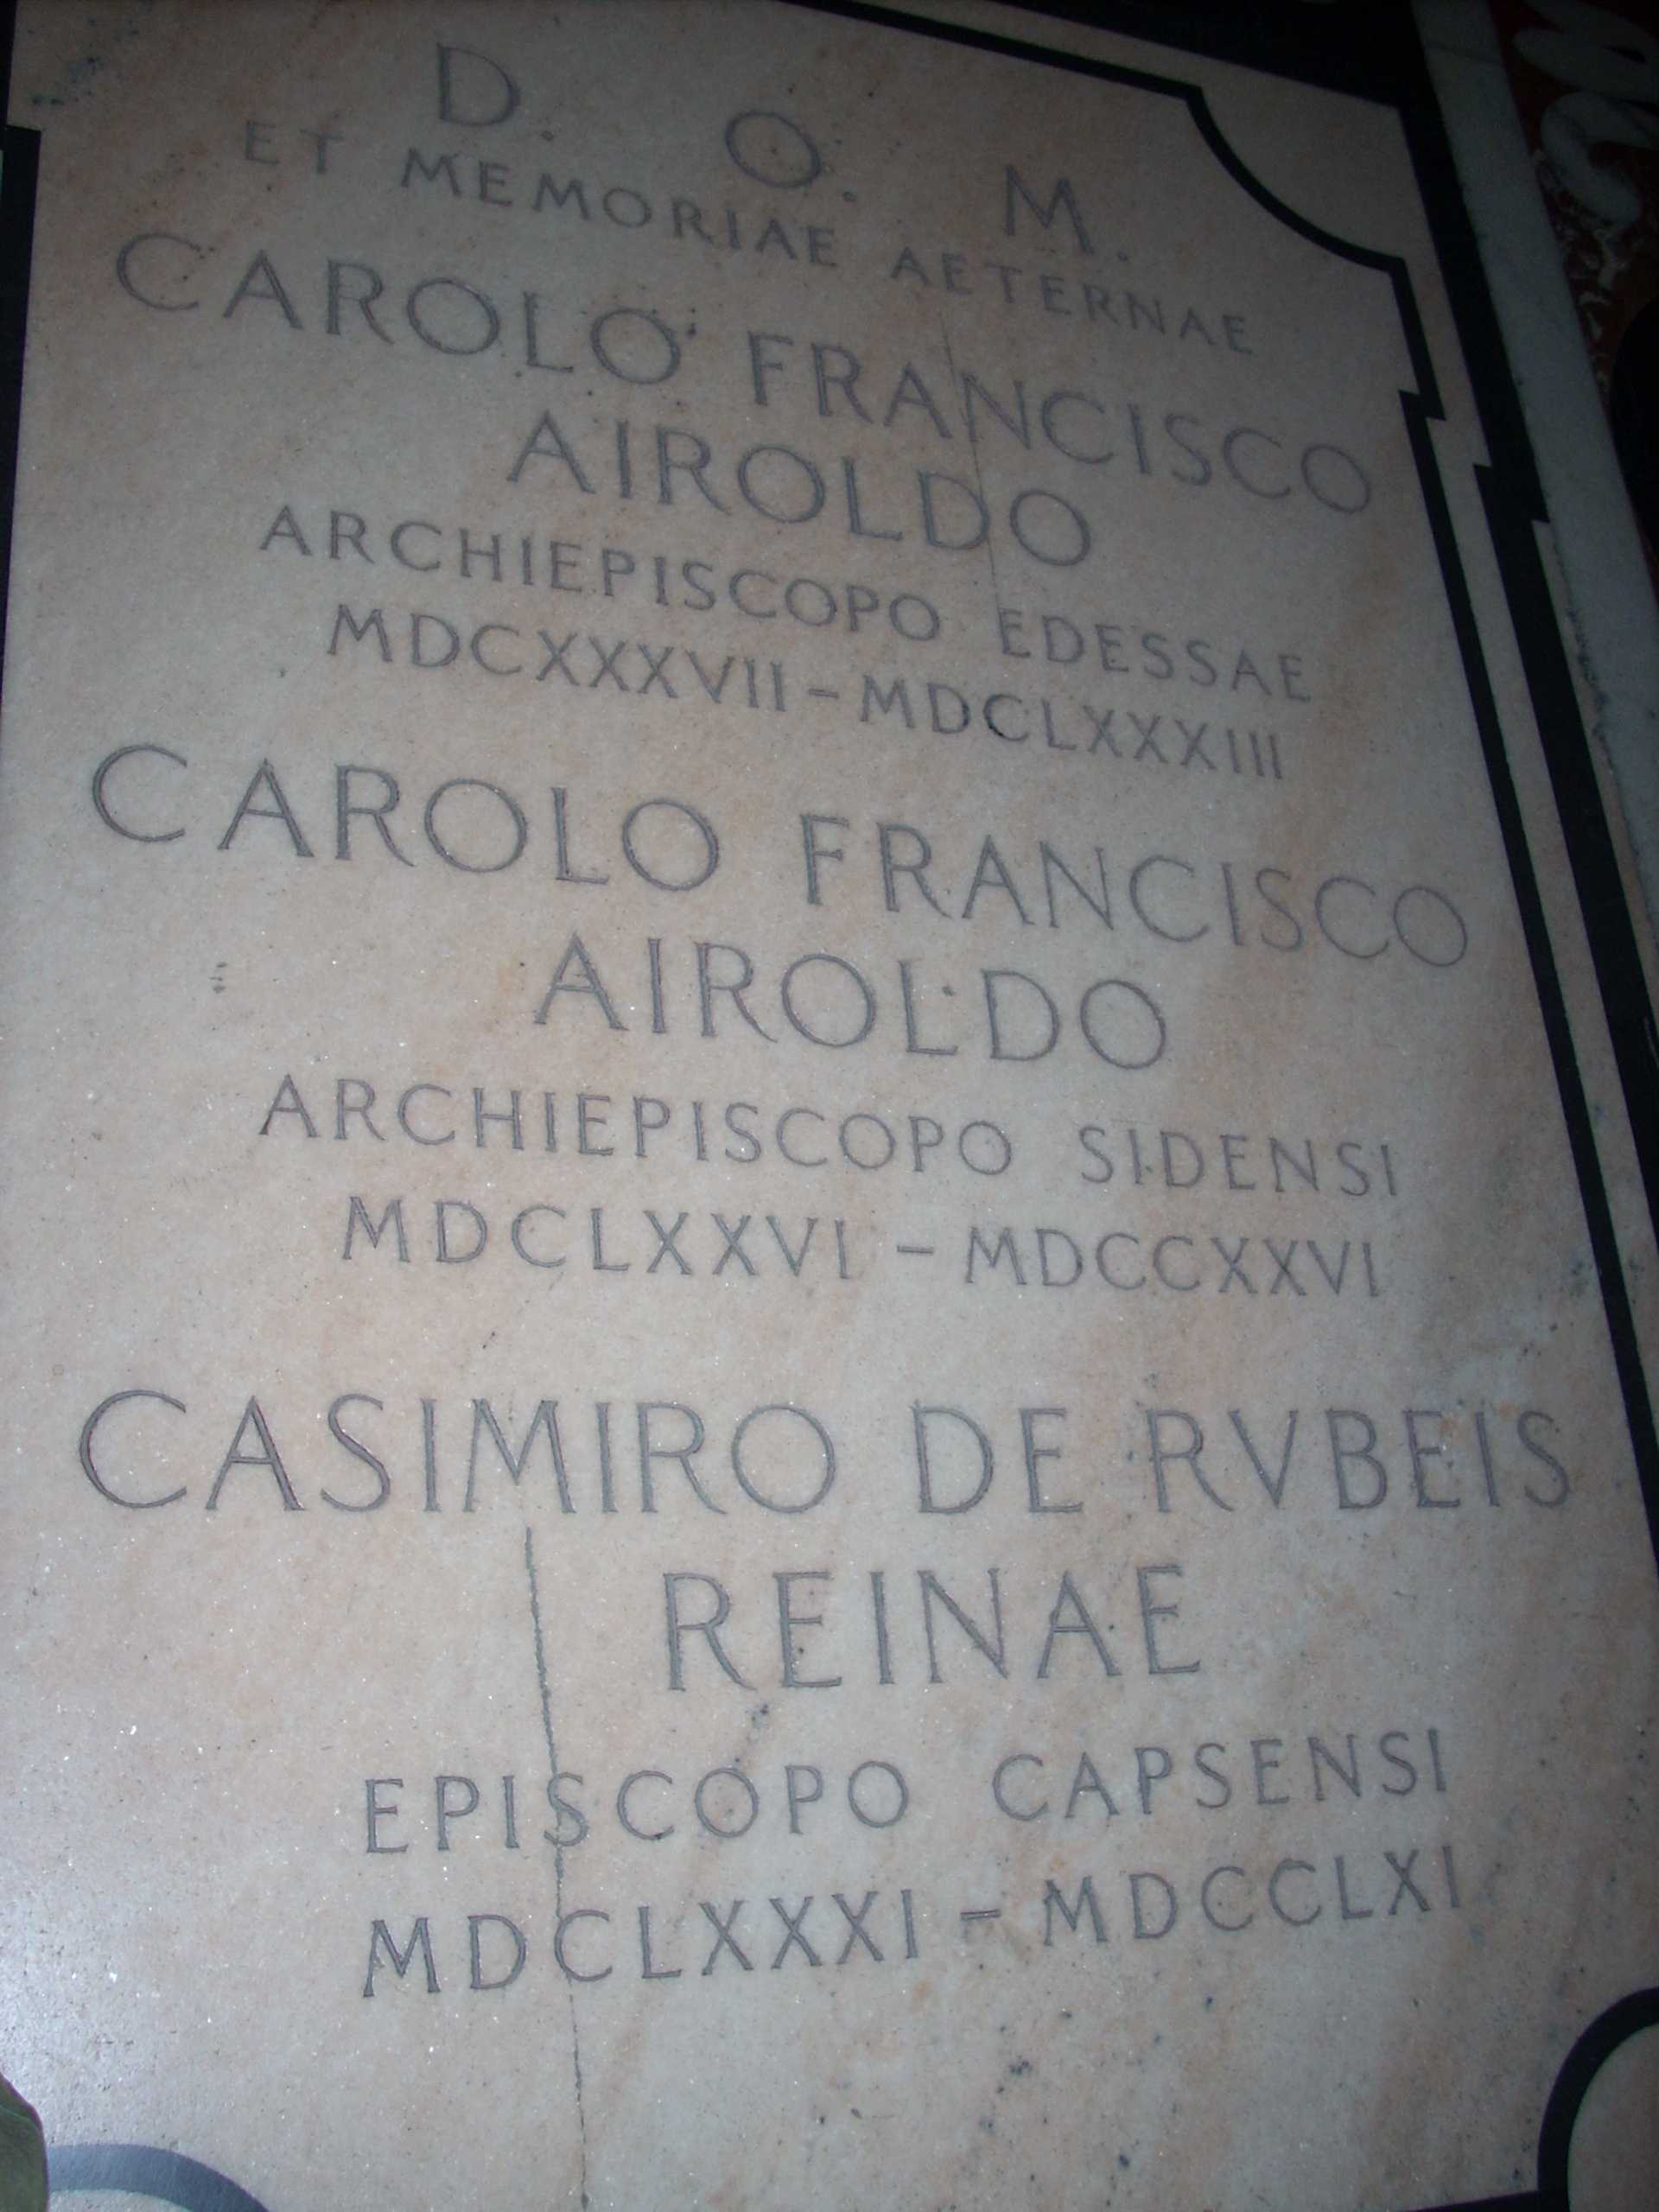 D. O. M.
ET MEMORIAE AETERNAE
CAROLO FRANCISCO
AIROLDO
ARCHIEPISCOPO EDESSAE
MDCXXXVII – MDCLXXXIII
CAROLO FRANCISCO
AIROLDO
ARCHIEPISCOPO SIDENSI
MDCLXXVI – MDCCXXVI
CASIMIRO DE RVBEIS
REINAE
EPISCOPO CAPSENSI
MDCLXXXI – MDCCLXI